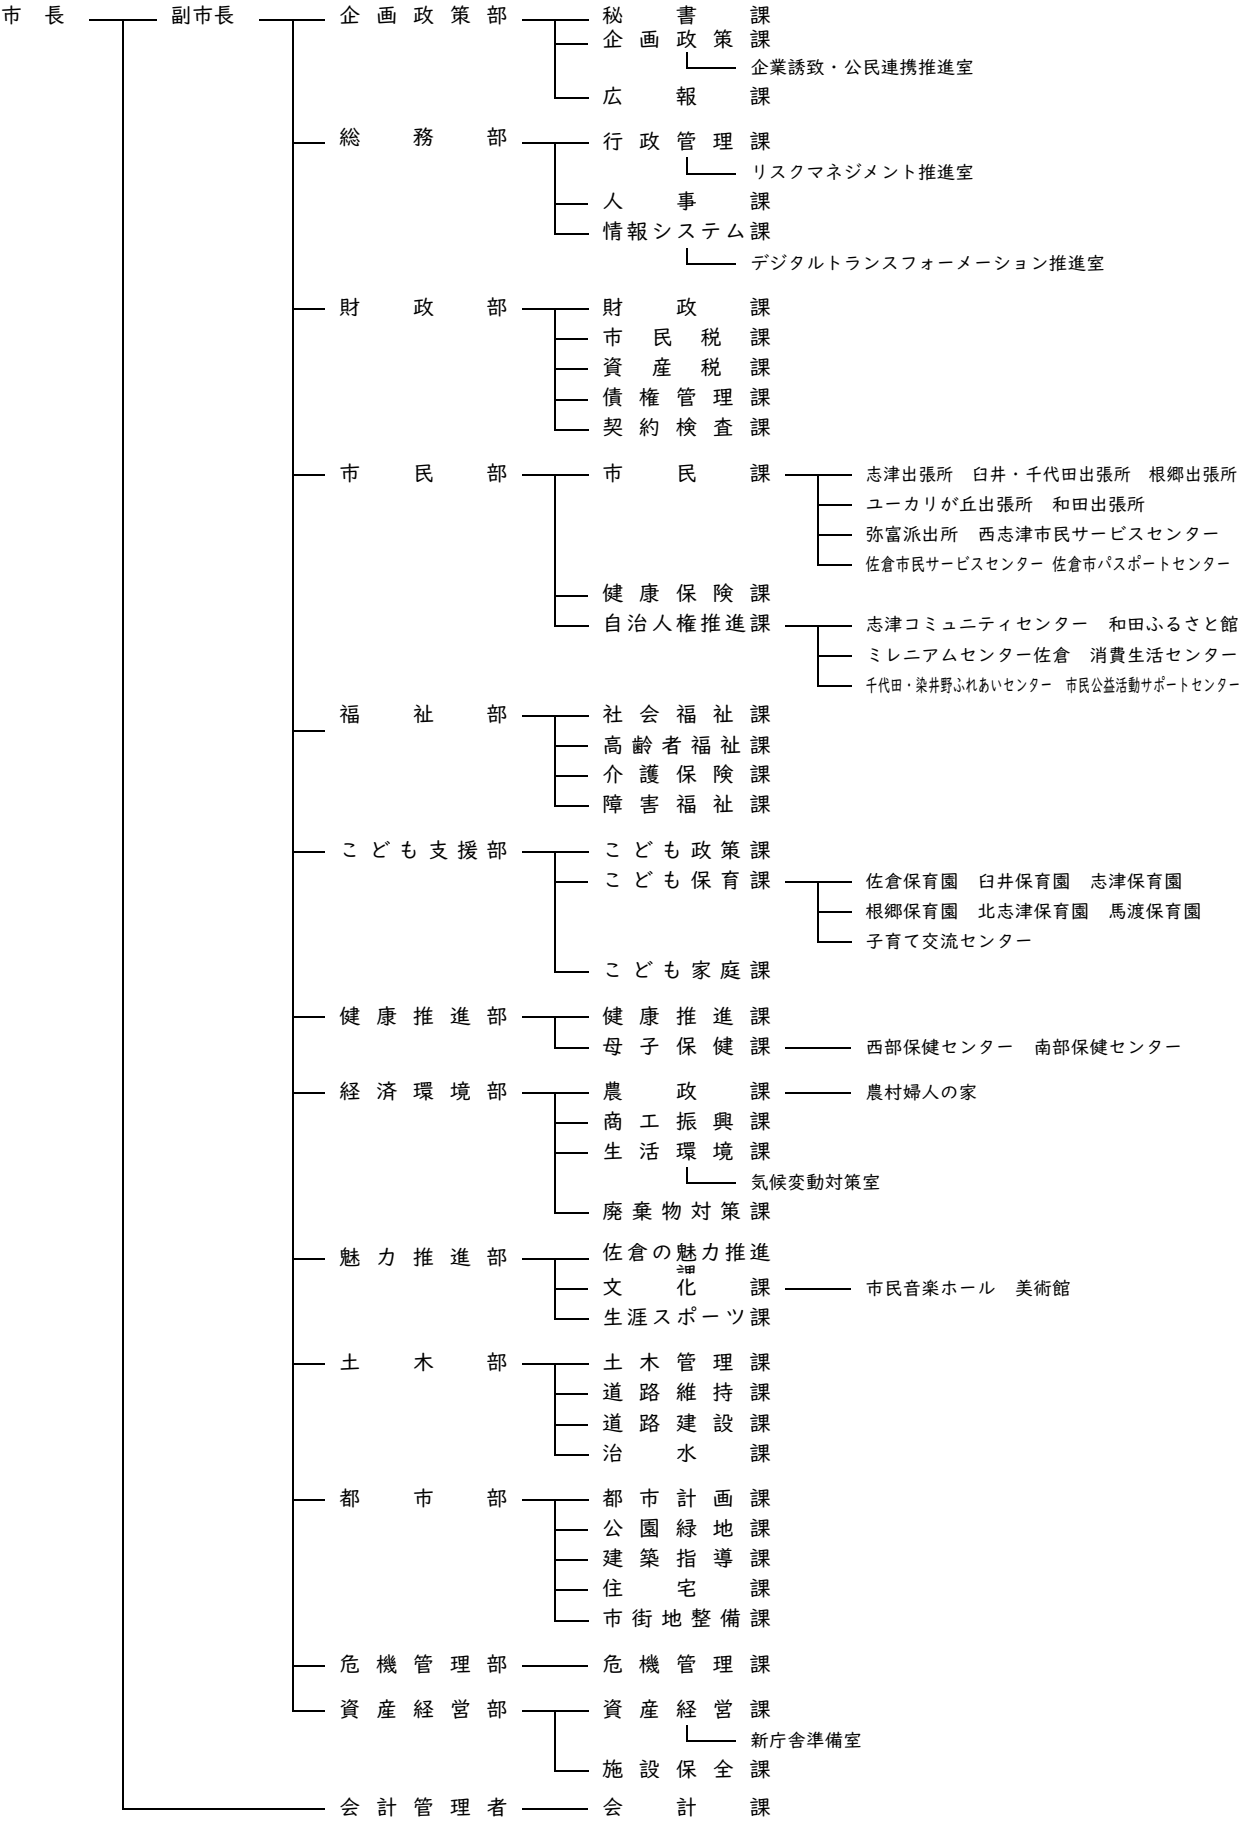 市長 副市長 企画政策部 秘書課
企画政策課
企業誘致・公民連携推進室
広報課
総務部 行政管理課
リスクマネジメント推進室
人事課
情報システム課
デジタルトランスフォーメーション推進室
財政部 財政課
市民税課
資産税課
債権管理課
契約検査課
市民部 市民課 志津出張所 臼井・千代田出張所 根郷出張所
ユーカリが丘出張所 和田出張所
弥富派出所 西志津市民サービスセンター
佐倉市民サービスセンター 佐倉市パスポートセンター
健康保険課
自治人権推進課 志津コミュニティセンター 和田ふるさと館
ミレニアムセンター佐倉 消費生活センター
千代田・染井野ふれあいセンター 市民公益活動サポートセンター
福祉部 社会福祉課
高齢者福祉課
介護保険課
障害福祉課
こども支援部 こども政策課
こども保育課 佐倉保育園 臼井保育園 志津保育園
根郷保育園 北志津保育園 馬渡保育園
子育て交流センター
こども家庭課
健康推進部 健康推進課
母子保健課 西部保健センター 南部保健センター
経済環境部 農政課 農村婦人の家
商工振興課
生活環境課
気候変動対策室
廃棄物対策課
魅力推進部 佐倉の魅力推進
課
文化課 市民音楽ホール 美術館
生涯スポーツ課
土木部 土木管理課
道路維持課
道路建設課
治水課
都市部 都市計画課
公園緑地課
建築指導課
住宅課
市街地整備課
危機管理部 危機管理課
資産経営部 資産経営課
新庁舎準備室
施設保全課
会計管理者 会計課